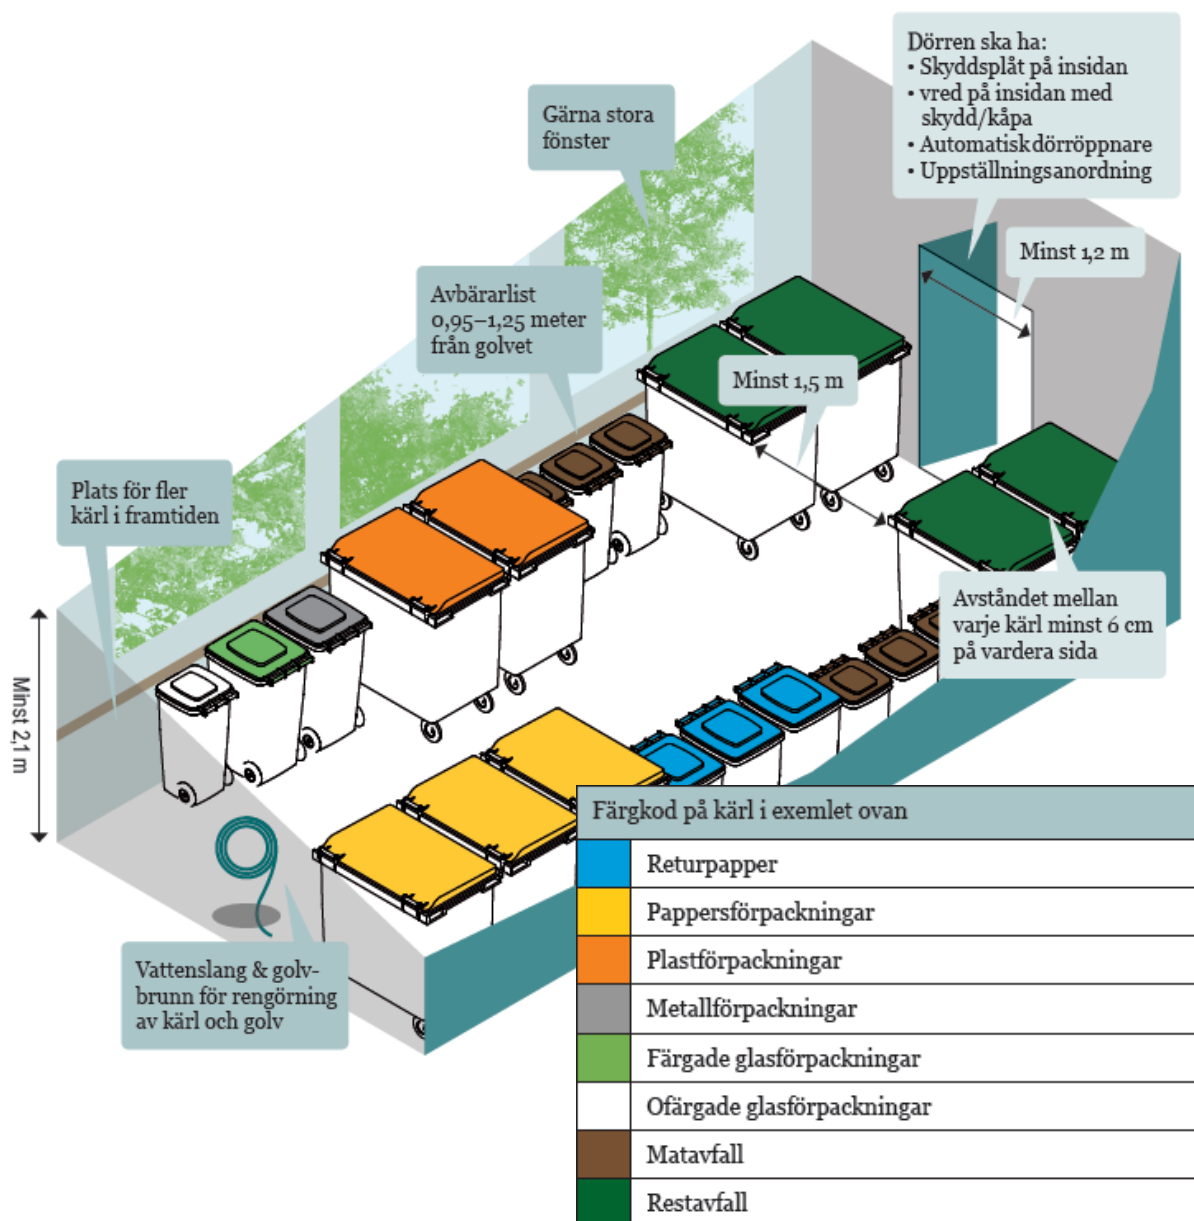 Dörren ska ha:
• Skyddsplåt på insidan
• vred på insidan med
skydd/kåpa
• Automatisk dörröppnare
• Uppställningsanordning
Gärna stora
fönster
Minst 1,2 m
Avbärarlist
0,95–1,25 meter
från golvet
Minst 1,5 m
Plats för fler
kärl i framtiden
Avståndet mellan
varje kärl minst 6 cm
på vardera sida
Minst 2,1 m
Vattenslang & golv-
brunn för rengörning
av kärl och golv
Färgkod på kärl i exemlet ovan
Returpapper
Pappersförpackningar
Plastförpackningar
Metallförpackningar
Färgade glasförpackningar
Ofärgade glasförpackningar
Matavfall
Restavfall